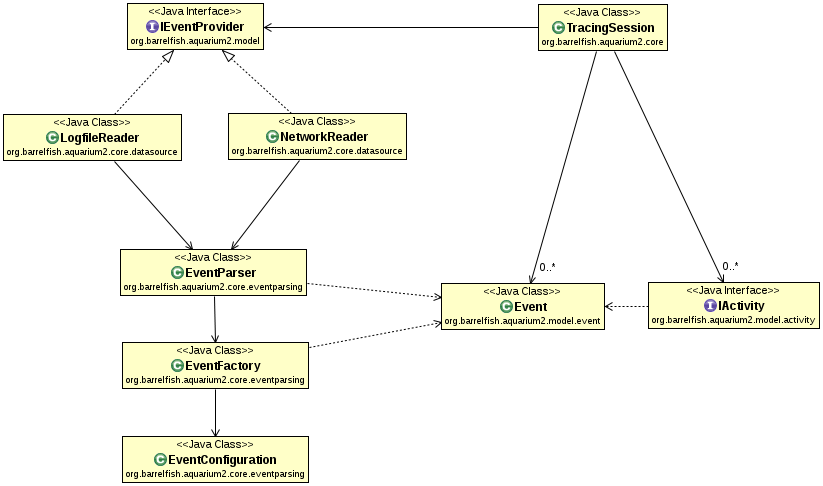 <<Java Interface>>
IEventProvider
org.barrelfish.aquarium2.model
<<Java Class>>
TracingSession
org.barrelfish.aquarium2.core
<<Java Class>>
LogfileReader
org.barrelfish.aquarium2.core.datasource
<<Java Class>>
NetworkReader
org.barrelfish.aquarium2.core.datasource
<<Java Class>>
EventParser
org.barrelfish.aquarium2.core.eventparsing
0..*
0..*
<<Java Class>>
Event
org.barrelfish.aquarium2.model.event
<<Java Interface>>
IActivity
org.barrelfish.aquarium2.model.activity
<<Java Class>>
EventFactory
org.barrelfish.aquarium2.core.eventparsing
<<Java Class>>
EventConfiguration
org.barrelfish.aquarium2.core.eventparsing